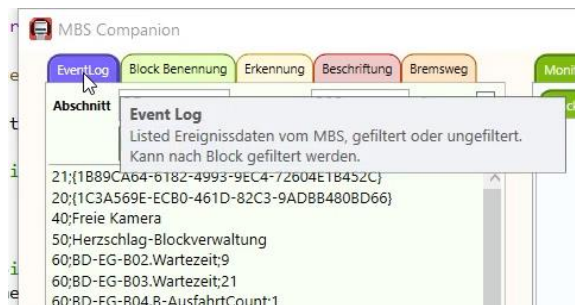 MBS Companion
EventLog Block Benennung Erkennung Beschriftung Bremsweg
Abschnitt
Event Log
Listed Ereignissdaten vom MBS, gefiltert oder ungefiltert.
Kann nach Block gefiltert werden.
21;{1B89CA64-6182-4993-9EC4-72604E1B452C}
20;{1C3A569E-ECB0-461D-82C3-9ADBB480BD66}
40;Freie Kamera
50;Herzschlag-Blockverwaltung
60;BD-EG-B02.Wartezeit;9
60;BD-EG-B03.Wartezeit;21
60;BD-EG-B04.B-AusfahrtCount;1